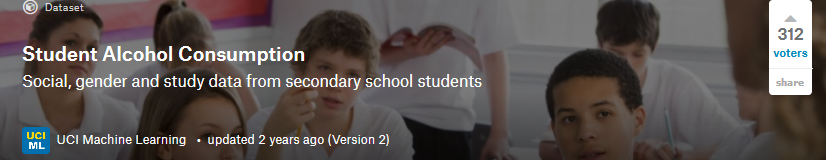 Dataset
312
voters
share
Student Alcohol Consumption
Social, gender and study data from secondary school students
UCI
ML
UCI Machine Learning • updated 2 years ago (Version 2)